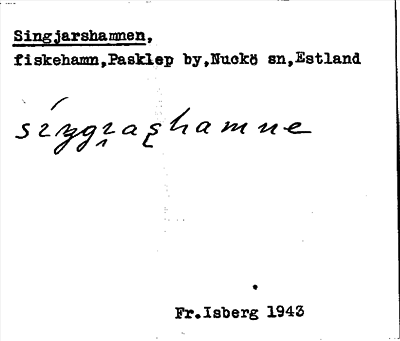 Singjarshamnen,
fiskehamn,Pasklep by,Nuckö sn,Estland
Fr.Isberg 1943